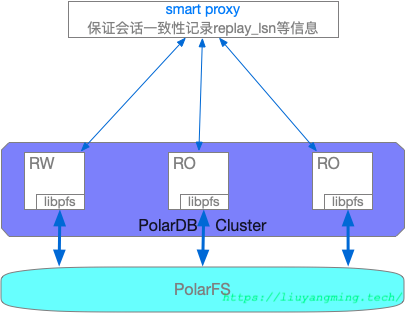 smart proxy
保证会话一致性记录replay_lsn等信息
RW
RO
RO
libpfs
libpfs
libpfs
PolarDB Cluster
PolarFS
https://liuyangming.tech/